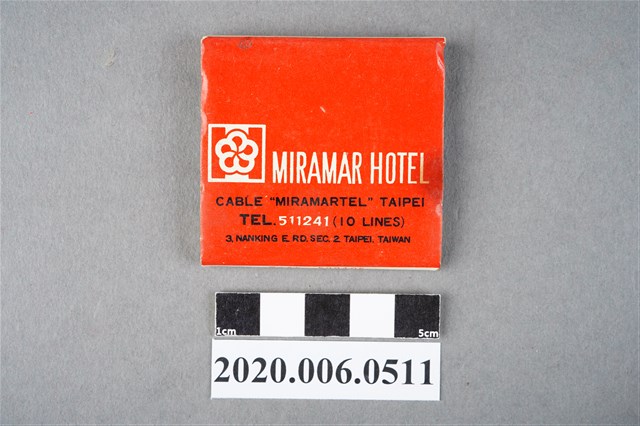 MIRAMAR HOTEL
CABLE "MIRAMARTEL" TAIPEI
TEL. 511241 (10 LINES)
3, NANKING E. RD. SEC. 2 TAIPEI, TAIWAN
1cm 5cm
2020.006.0511